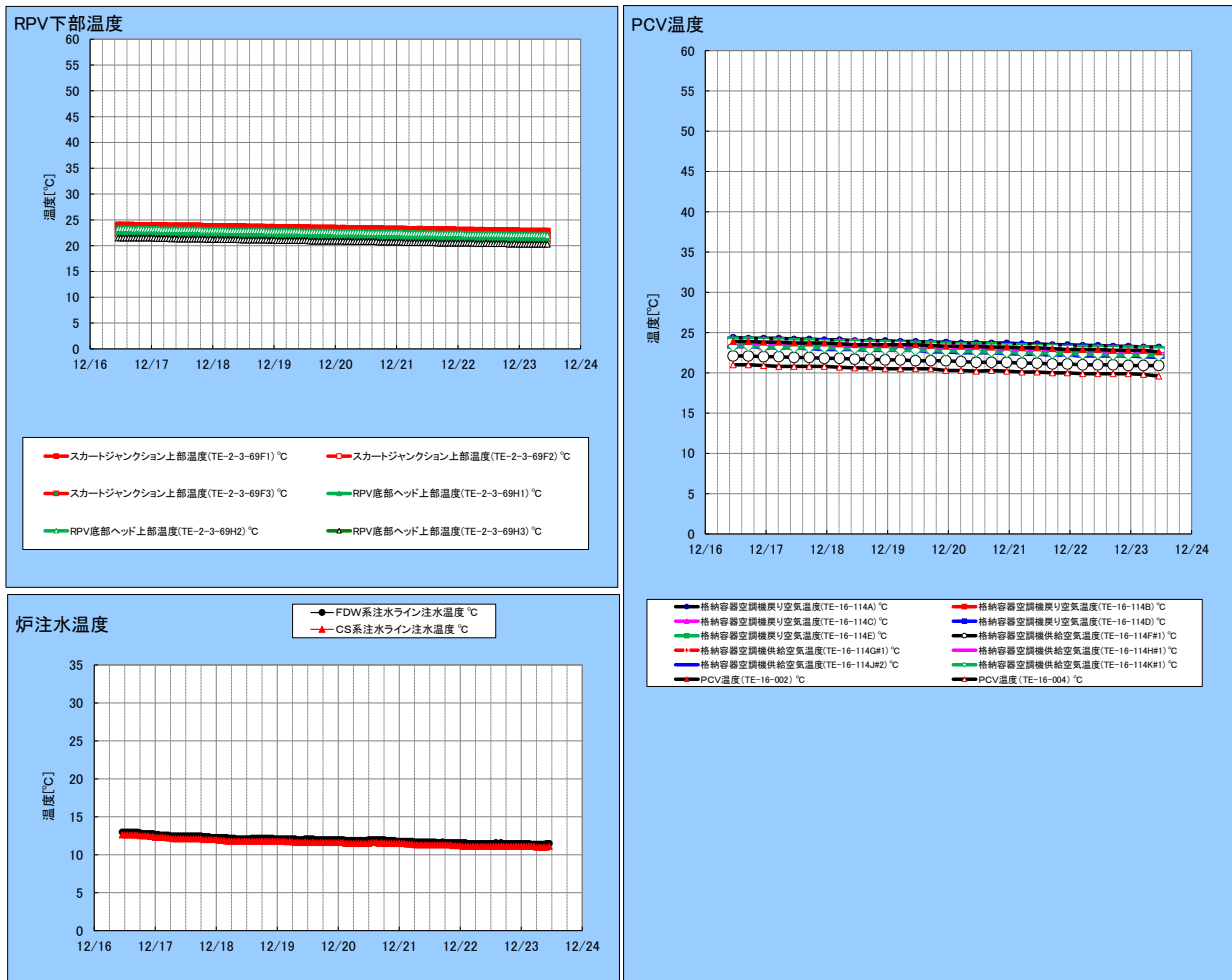 RPV下部温度
60
55
50
45
40
35
30
25
20
15
10
5
0
温度[℃]
12/16 12/17 12/18 12/19 12/20 12/21 12/22 12/23 12/24
スカートジャンクション上部温度(TE-2-3-69F1) ℃ スカートジャンクション上部温度(TE-2-3-69F2) ℃
スカートジャンクション上部温度(TE-2-3-69F3) ℃ RPV底部ヘッド上部温度(TE-2-3-69H1) ℃
RPV底部ヘッド上部温度(TE-2-3-69H2) ℃ RPV底部ヘッド上部温度(TE-2-3-69H3) ℃
炉注水温度
FDW系注水ライン注水温度 ℃
CS系注水ライン注水温度 ℃
35
30
25
20
15
10
5
0
温度[℃]
12/16 12/17 12/18 12/19 12/20 12/21 12/22 12/23 12/24
PCV温度
60
55
50
45
40
35
30
25
20
15
10
5
0
温度[℃]
12/16 12/17 12/18 12/19 12/20 12/21 12/22 12/23 12/24
格納容器空調機戻り空気温度(TE-16-114A) ℃ 格納容器空調機戻り空気温度(TE-16-114B) ℃
格納容器空調機戻り空気温度(TE-16-114C) ℃ 格納容器空調機戻り空気温度(TE-16-114D) ℃
格納容器空調機戻り空気温度(TE-16-114E) ℃ 格納容器空調機供給空気温度(TE-16-114F#1) ℃
格納容器空調機供給空気温度(TE-16-114G#1) ℃ 格納容器空調機供給空気温度(TE-16-114H#1) ℃
格納容器空調機供給空気温度(TE-16-114J#2) ℃ 格納容器空調機供給空気温度(TE-16-114K#1) ℃
PCV温度(TE-16-002) ℃ PCV温度(TE-16-004) ℃